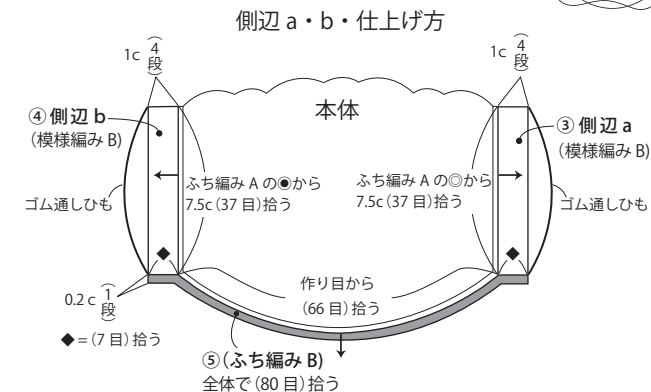 側辺 a・b・仕上げ方
1c（4段）
1c（4段）
本体
④ 側辺 b
（模様編み B）
③ 側辺 a
（模様編み B）
ふち編み A の◉から
7.5c（37 目）拾う
ふち編み A の◎から
7.5c（37 目）拾う
ゴム通しひも
ゴム通しひも
作り目から
（66 目）拾う
0.2 c（1段）
◆＝（7 目）拾う
⑤（ふち編み B）
全体で（80 目）拾う